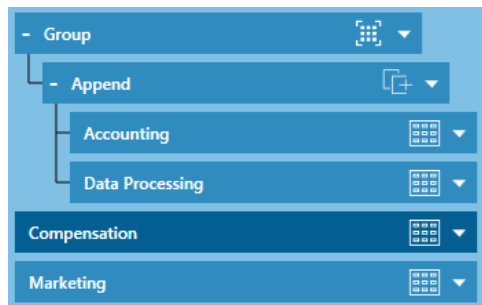 Group
Append
Accounting
Data Processing
Compensation
Marketing